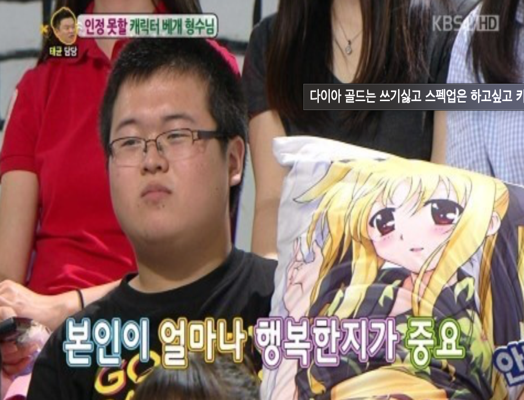 인정 못할 캐릭터 베개 형수님
KBS HD
태균 담당
다이아 골드는 쓰기싫고 스펙업은 하고싶고
본인이 얼마나 행복한지가 중요